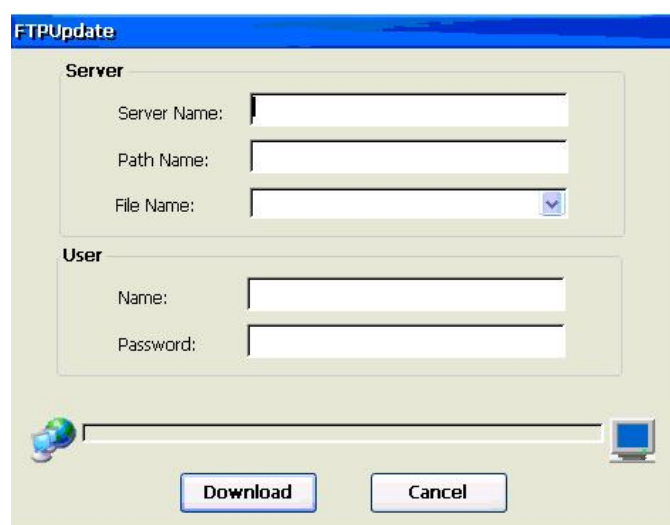 FTPUpdate
Server
Server Name:
Path Name:
File Name:
User
Name:
Password:
Download Cancel